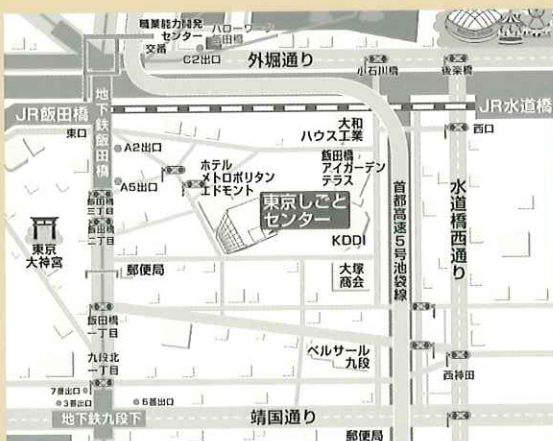 職業能力開発
センター
ハローワーク
飯田橋
交番
C2出口
外堀通り
小石川橋
後楽橋
地下鉄飯田橋
JR飯田橋
JR水道橋
東口
西口
A2出口
大和
ハウス工業
ホテル
メトロポリタン
エドモント
飯田橋
アイガーデン
テラス
A5出口
東京しごと
センター
首都高速5号池袋線
水道橋西通り
飯田橋
三丁目
飯田橋
二丁目
東京
大神宮
KDDI
郵便局
大塚
商会
飯田橋
一丁目
ベルサール
九段
九段北
一丁目
西神田
7番出口
3番出口
5番出口
地下鉄九段下
靖国通り
郵便局